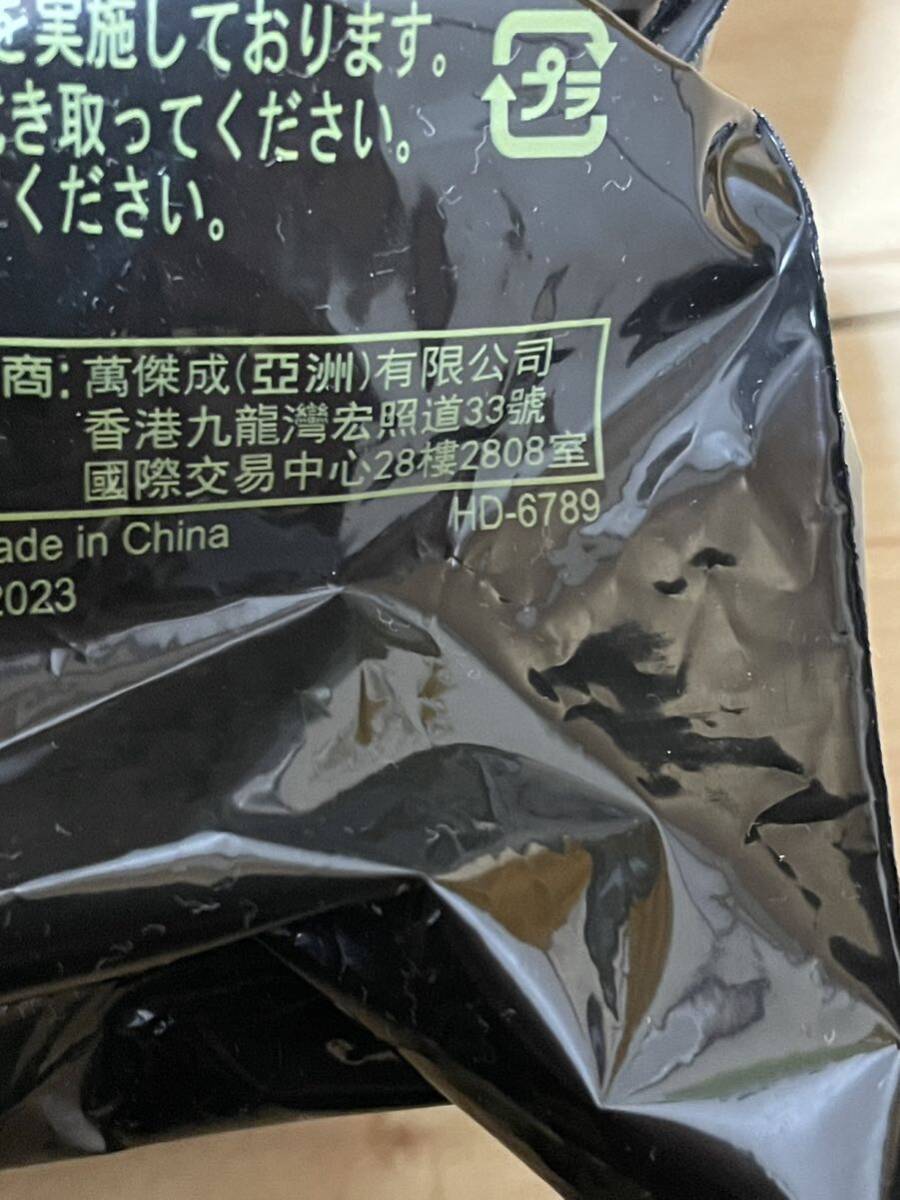 を実施しております。
プラ
拭き取ってください。
ください。
商：萬傑成(亞洲)有限公司
香港九龍灣宏照道33號
國際交易中心28樓2808室
HD-6789
ade in China
2023